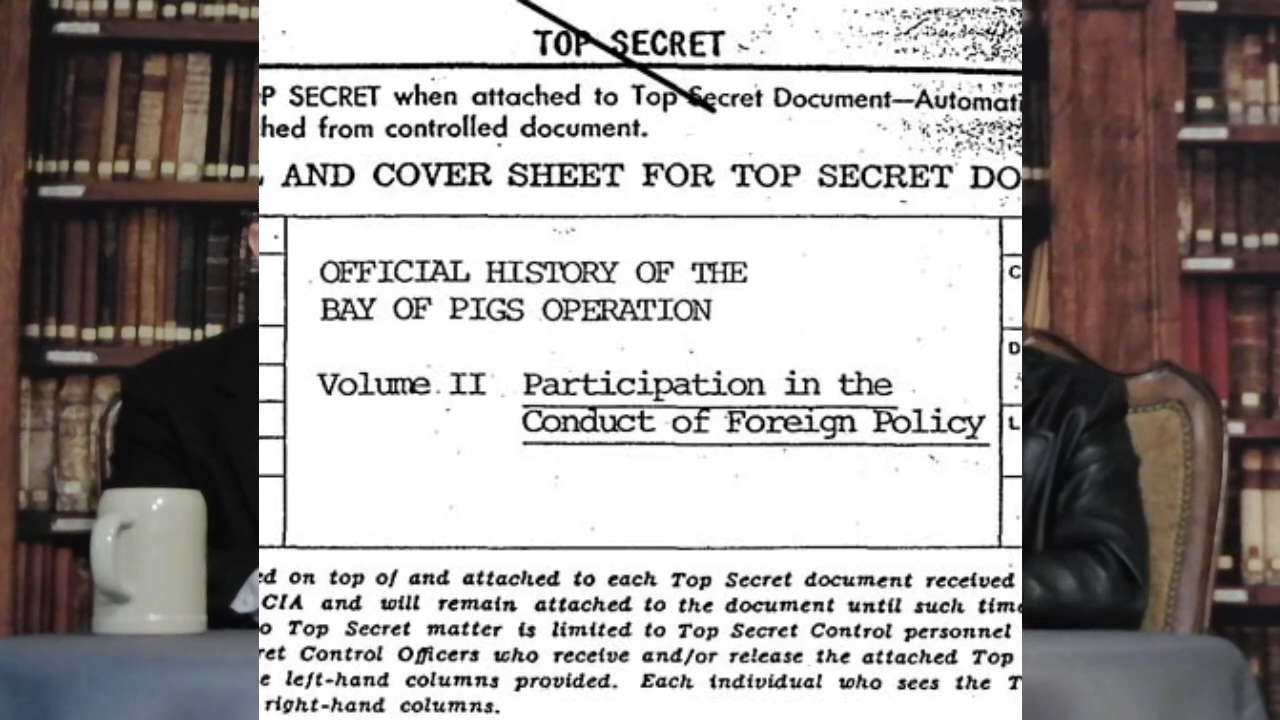 TOP SECRET
P SECRET when attached to Top Secret Document—Automati
hed from controlled document.
AND COVER SHEET FOR TOP SECRET DO
OFFICIAL HISTORY OF THE
BAY OF PIGS OPERATION
Volume II Participation in the
Conduct of Foreign Policy
C
D
L
ed on top of and attached to each Top Secret document received
CIA and will remain attached to the document until such time
o Top Secret matter is limited to Top Secret Control personnel
ret Control Officers who receive and/or release the attached Top
e left-hand columns provided. Each individual who sees the T
right-hand columns.